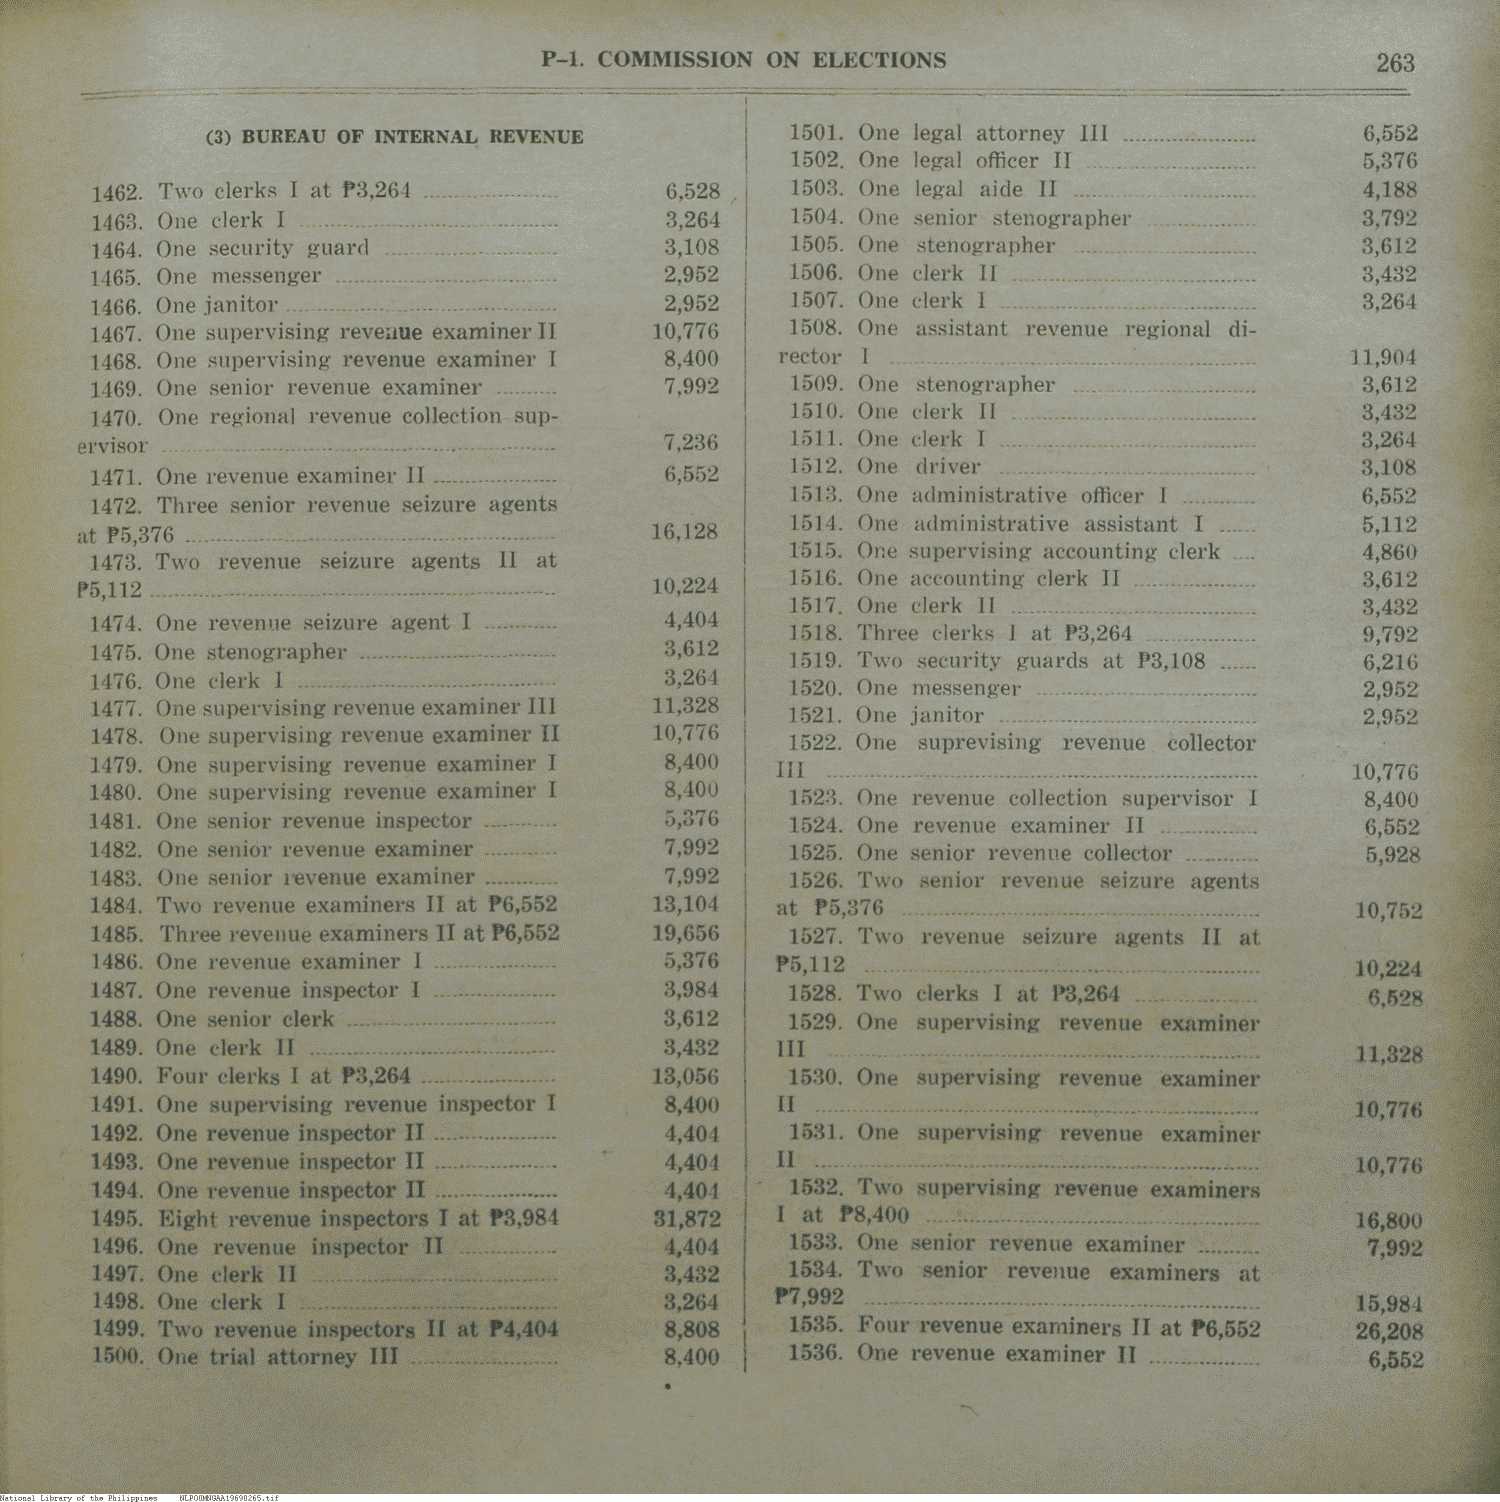 P–1. COMMISSION ON ELECTIONS 263
(3) BUREAU OF INTERNAL REVENUE
1462. Two clerks I at ₱3,264 6,528
1463. One clerk I 3,264
1464. One security guard 3,108
1465. One messenger 2,952
1466. One janitor 2,952
1467. One supervising revenue examiner II 10,776
1468. One supervising revenue examiner I 8,400
1469. One senior revenue examiner 7,992
1470. One regional revenue collection sup-
ervisor 7,236
1471. One revenue examiner II 6,552
1472. Three senior revenue seizure agents
at ₱5,376 16,128
1473. Two revenue seizure agents II at
₱5,112 10,224
1474. One revenue seizure agent I 4,404
1475. One stenographer 3,612
1476. One clerk I 3,264
1477. One supervising revenue examiner III 11,328
1478. One supervising revenue examiner II 10,776
1479. One supervising revenue examiner I 8,400
1480. One supervising revenue examiner I 8,400
1481. One senior revenue inspector 5,376
1482. One senior revenue examiner 7,992
1483. One senior revenue examiner 7,992
1484. Two revenue examiners II at ₱6,552 13,104
1485. Three revenue examiners II at ₱6,552 19,656
1486. One revenue examiner I 5,376
1487. One revenue inspector I 3,984
1488. One senior clerk 3,612
1489. One clerk II 3,432
1490. Four clerks I at ₱3,264 13,056
1491. One supervising revenue inspector I 8,400
1492. One revenue inspector II 4,404
1493. One revenue inspector II 4,404
1494. One revenue inspector II 4,404
1495. Eight revenue inspectors I at ₱3,984 31,872
1496. One revenue inspector II 4,404
1497. One clerk II 3,432
1498. One clerk I 3,264
1499. Two revenue inspectors II at ₱4,404 8,808
1500. One trial attorney III 8,400
1501. One legal attorney III 6,552
1502. One legal officer II 5,376
1503. One legal aide II 4,188
1504. One senior stenographer 3,792
1505. One stenographer 3,612
1506. One clerk II 3,432
1507. One clerk I 3,264
1508. One assistant revenue regional di-
rector I 11,904
1509. One stenographer 3,612
1510. One clerk II 3,432
1511. One clerk I 3,264
1512. One driver 3,108
1513. One administrative officer I 6,552
1514. One administrative assistant I 5,112
1515. One supervising accounting clerk 4,860
1516. One accounting clerk II 3,612
1517. One clerk II 3,432
1518. Three clerks I at ₱3,264 9,792
1519. Two security guards at ₱3,108 6,216
1520. One messenger 2,952
1521. One janitor 2,952
1522. One suprevising revenue collector
III 10,776
1523. One revenue collection supervisor I 8,400
1524. One revenue examiner II 6,552
1525. One senior revenue collector 5,928
1526. Two senior revenue seizure agents
at ₱5,376 10,752
1527. Two revenue seizure agents II at
₱5,112 10,224
1528. Two clerks I at ₱3,264 6,528
1529. One supervising revenue examiner
III 11,328
1530. One supervising revenue examiner
II 10,776
1531. One supervising revenue examiner
II 10,776
1532. Two supervising revenue examiners
I at ₱8,400 16,800
1533. One senior revenue examiner 7,992
1534. Two senior revenue examiners at
₱7,992 15,984
1535. Four revenue examiners II at ₱6,552 26,208
1536. One revenue examiner II 6,552
National Library of the Philippines NLPO8MNGAA19698265.tif